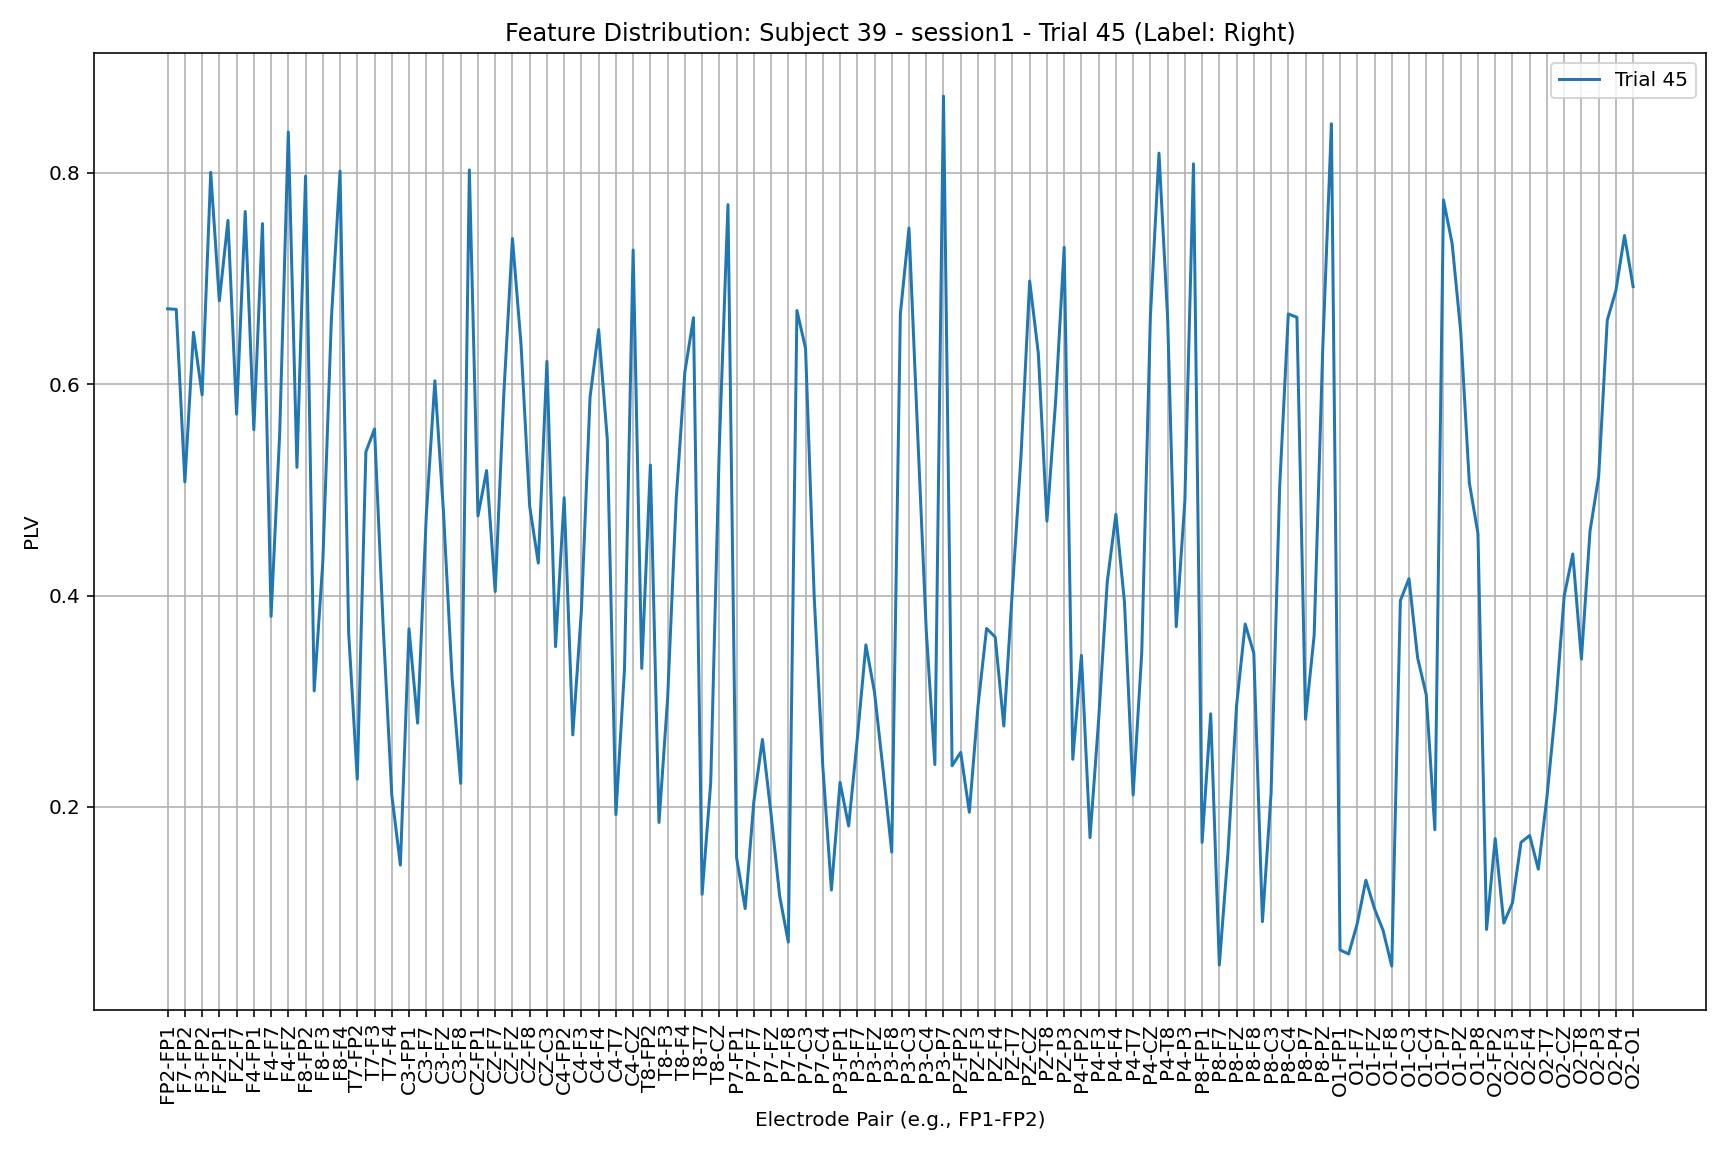 Feature Distribution: Subject 39 - session1 - Trial 45 (Label: Right)
Trial 45
PLV
0.8
0.6
0.4
0.2
FP2-FP1
F7-FP2
F3-FP2
FZ-FP1
FZ-F7
F4-FP1
F4-F7
F4-FZ
F8-FP2
F8-F3
F8-F4
T7-FP2
T7-F3
T7-F4
C3-FP1
C3-F7
C3-FZ
C3-F8
CZ-FP1
CZ-F7
CZ-FZ
CZ-F8
CZ-C3
C4-FP2
C4-F3
C4-F4
C4-T7
C4-CZ
T8-FP2
T8-F3
T8-F4
T8-T7
T8-CZ
P7-FP1
P7-F7
P7-FZ
P7-F8
P7-C3
P7-C4
P3-FP1
P3-F7
P3-FZ
P3-F8
P3-C3
P3-C4
P3-P7
PZ-FP2
PZ-F3
PZ-F4
PZ-T7
PZ-CZ
PZ-T8
PZ-P3
P4-FP2
P4-F3
P4-F4
P4-T7
P4-CZ
P4-T8
P4-P3
P8-FP1
P8-F7
P8-FZ
P8-F8
P8-C3
P8-C4
P8-P7
P8-PZ
O1-FP1
O1-F7
O1-FZ
O1-F8
O1-C3
O1-C4
O1-P7
O1-PZ
O1-P8
O2-FP2
O2-F3
O2-F4
O2-T7
O2-CZ
O2-T8
O2-P3
O2-P4
O2-O1
Electrode Pair (e.g., FP1-FP2)